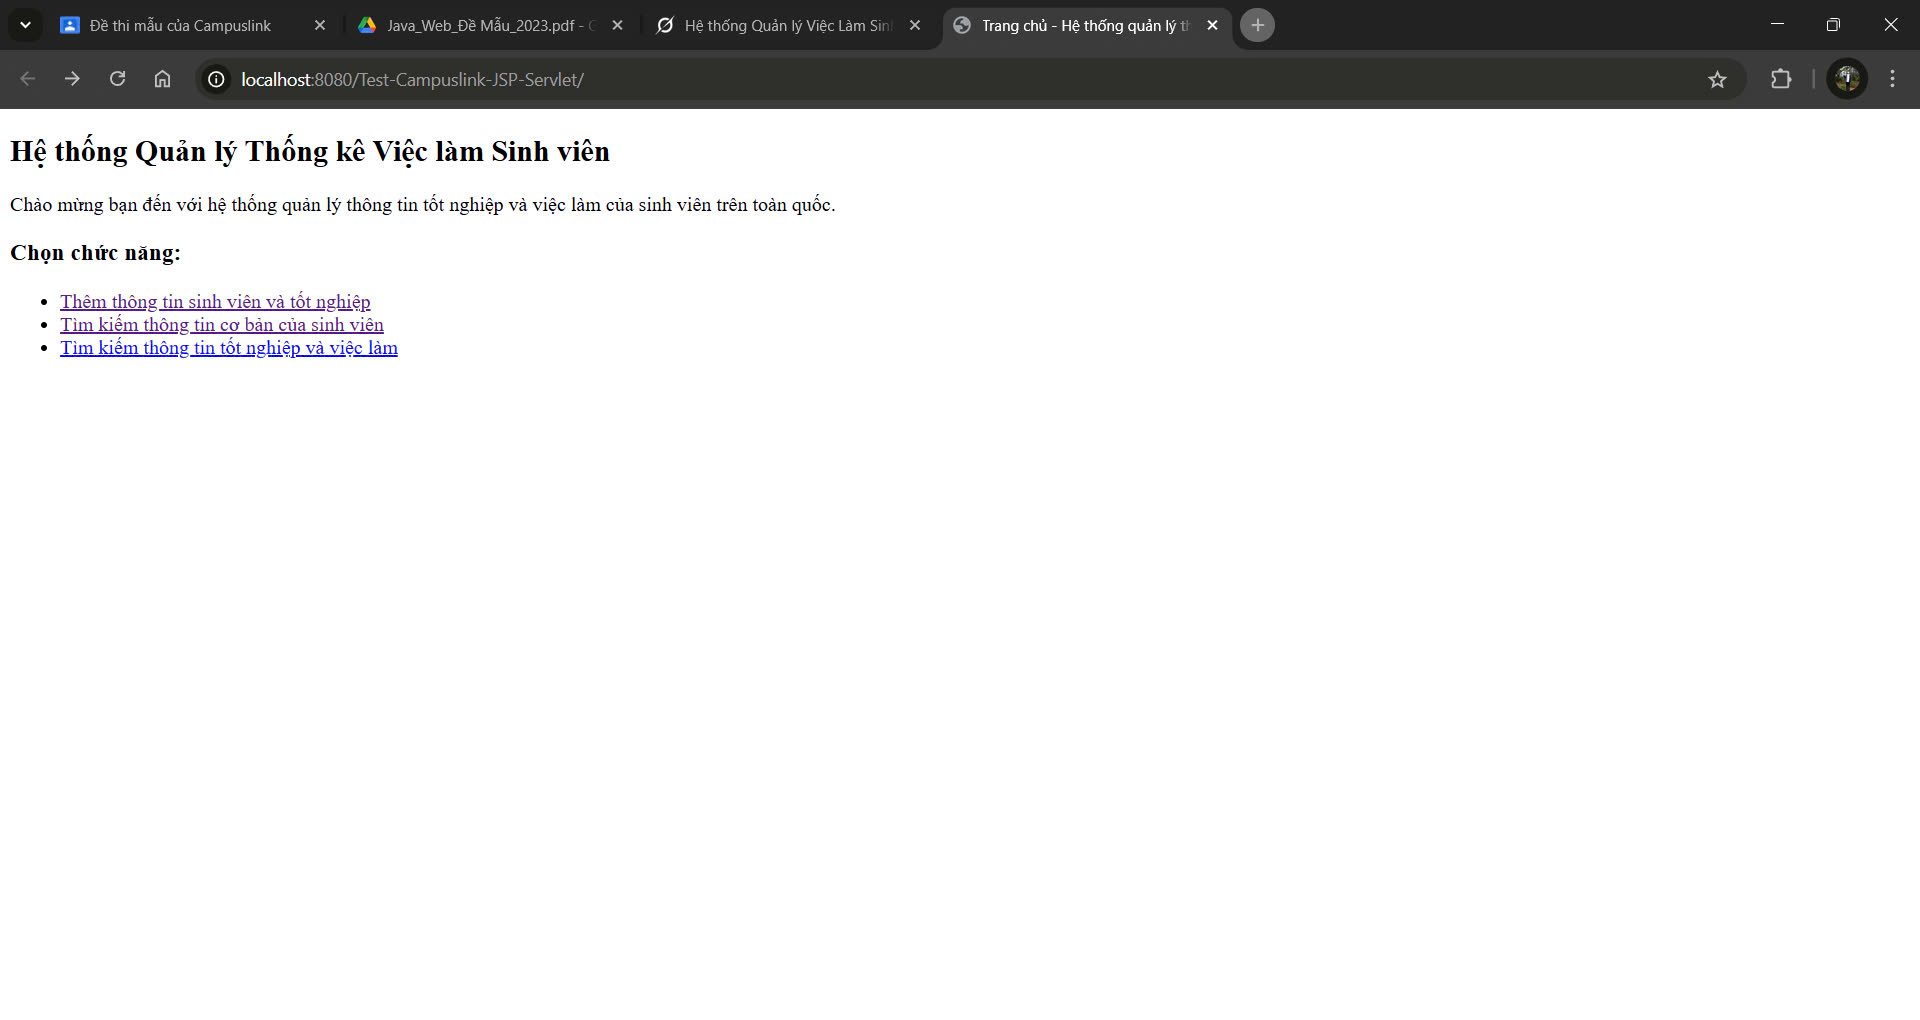 Đề thi mẫu của Campuslink
Java_Web_Đề Mẫu_2023.pdf -
Hệ thống Quản lý Việc Làm Sin
Trang chủ - Hệ thống quản lý th
localhost:8080/Test-Campuslink-JSP-Servlet/
Hệ thống Quản lý Thống kê Việc làm Sinh viên
Chào mừng bạn đến với hệ thống quản lý thông tin tốt nghiệp và việc làm của sinh viên trên toàn quốc.
Chọn chức năng:
Thêm thông tin sinh viên và tốt nghiệp
Tìm kiếm thông tin cơ bản của sinh viên
Tìm kiếm thông tin tốt nghiệp và việc làm